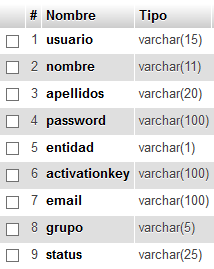 # Nombre Tipo
1 usuario varchar(15)
2 nombre varchar(11)
3 apellidos varchar(20)
4 password varchar(100)
5 entidad varchar(1)
6 activationkey varchar(100)
7 email varchar(100)
8 grupo varchar(5)
9 status varchar(25)